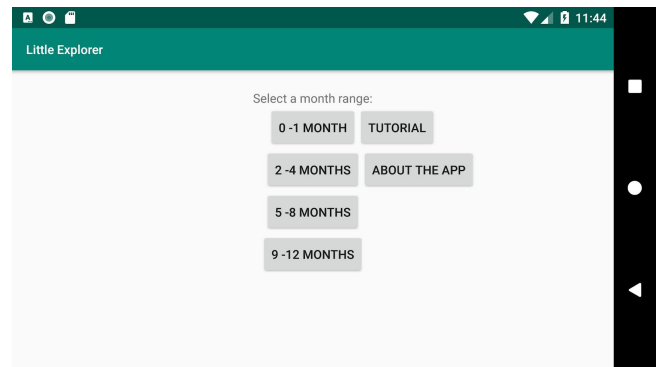 11:44
Little Explorer
Select a month range:
0 -1 MONTH TUTORIAL
2 -4 MONTHS ABOUT THE APP
5 -8 MONTHS
9 -12 MONTHS